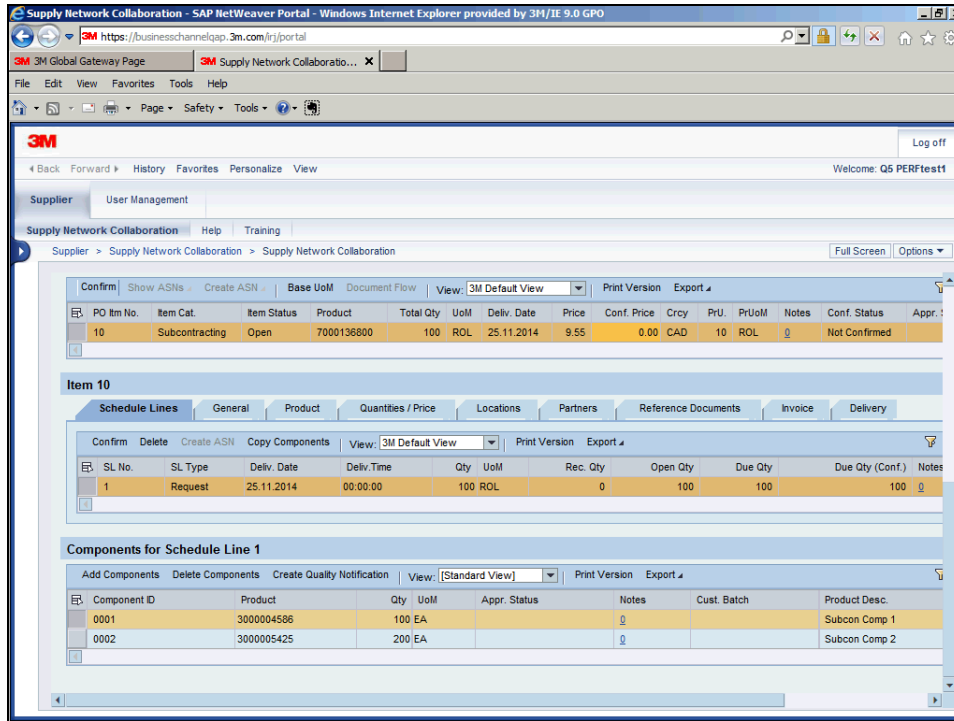 Supply Network Collaboration - SAP NetWeaver Portal - Windows Internet Explorer provided by 3M/IE 9.0 GPO
3M https://businesschannelqap.3m.com/irj/portal
3M 3M Global Gateway Page 3M Supply Network Collaboratio... X
File Edit View Favorites Tools Help
Page Safety Tools
3M Log off
Back Forward History Favorites Personalize View Welcome: Q5 PERFtest1
Supplier User Management
Supply Network Collaboration Help Training
Supplier > Supply Network Collaboration > Supply Network Collaboration Full Screen Options
Confirm Show ASNs Create ASN Base UoM Document Flow View: 3M Default View Print Version Export
PO Itm No. Item Cat. Item Status Product Total Qty UoM Deliv. Date Price Conf. Price Crcy PrU. PrUoM Notes Conf. Status Appr.
10 Subcontracting Open 7000136800 100 ROL 25.11.2014 9.55 0.00 CAD 10 ROL 0 Not Confirmed
Item 10
Schedule Lines General Product Quantities / Price Locations Partners Reference Documents Invoice Delivery
Confirm Delete Create ASN Copy Components View: 3M Default View Print Version Export
SL No. SL Type Deliv. Date Deliv.Time Qty UoM Rec. Qty Open Qty Due Qty Due Qty (Conf.) Notes
1 Request 25.11.2014 00:00:00 100 ROL 0 100 100 100 0
Components for Schedule Line 1
Add Components Delete Components Create Quality Notification View: [Standard View] Print Version Export
Component ID Product Qty UoM Appr. Status Notes Cust. Batch Product Desc.
0001 3000004586 100 EA 0 Subcon Comp 1
0002 3000005425 200 EA 0 Subcon Comp 2